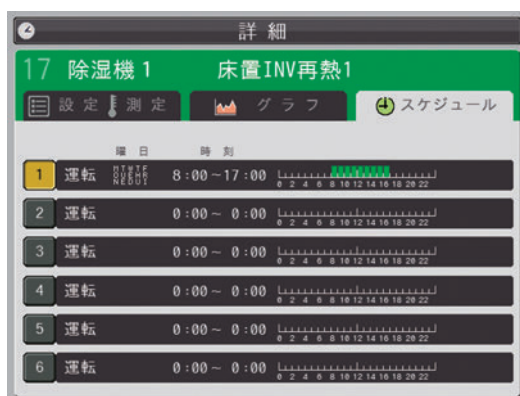 詳 細
17 除湿機1 床置INV再熱1
設定 測定 グラフ スケジュール
曜 日 時 刻
1 運転 MON TUE WED THU FRI 8:00~17:00 0 2 4 6 8 10 12 14 16 18 20 22
2 運転 0:00~ 0:00 0 2 4 6 8 10 12 14 16 18 20 22
3 運転 0:00~ 0:00 0 2 4 6 8 10 12 14 16 18 20 22
4 運転 0:00~ 0:00 0 2 4 6 8 10 12 14 16 18 20 22
5 運転 0:00~ 0:00 0 2 4 6 8 10 12 14 16 18 20 22
6 運転 0:00~ 0:00 0 2 4 6 8 10 12 14 16 18 20 22